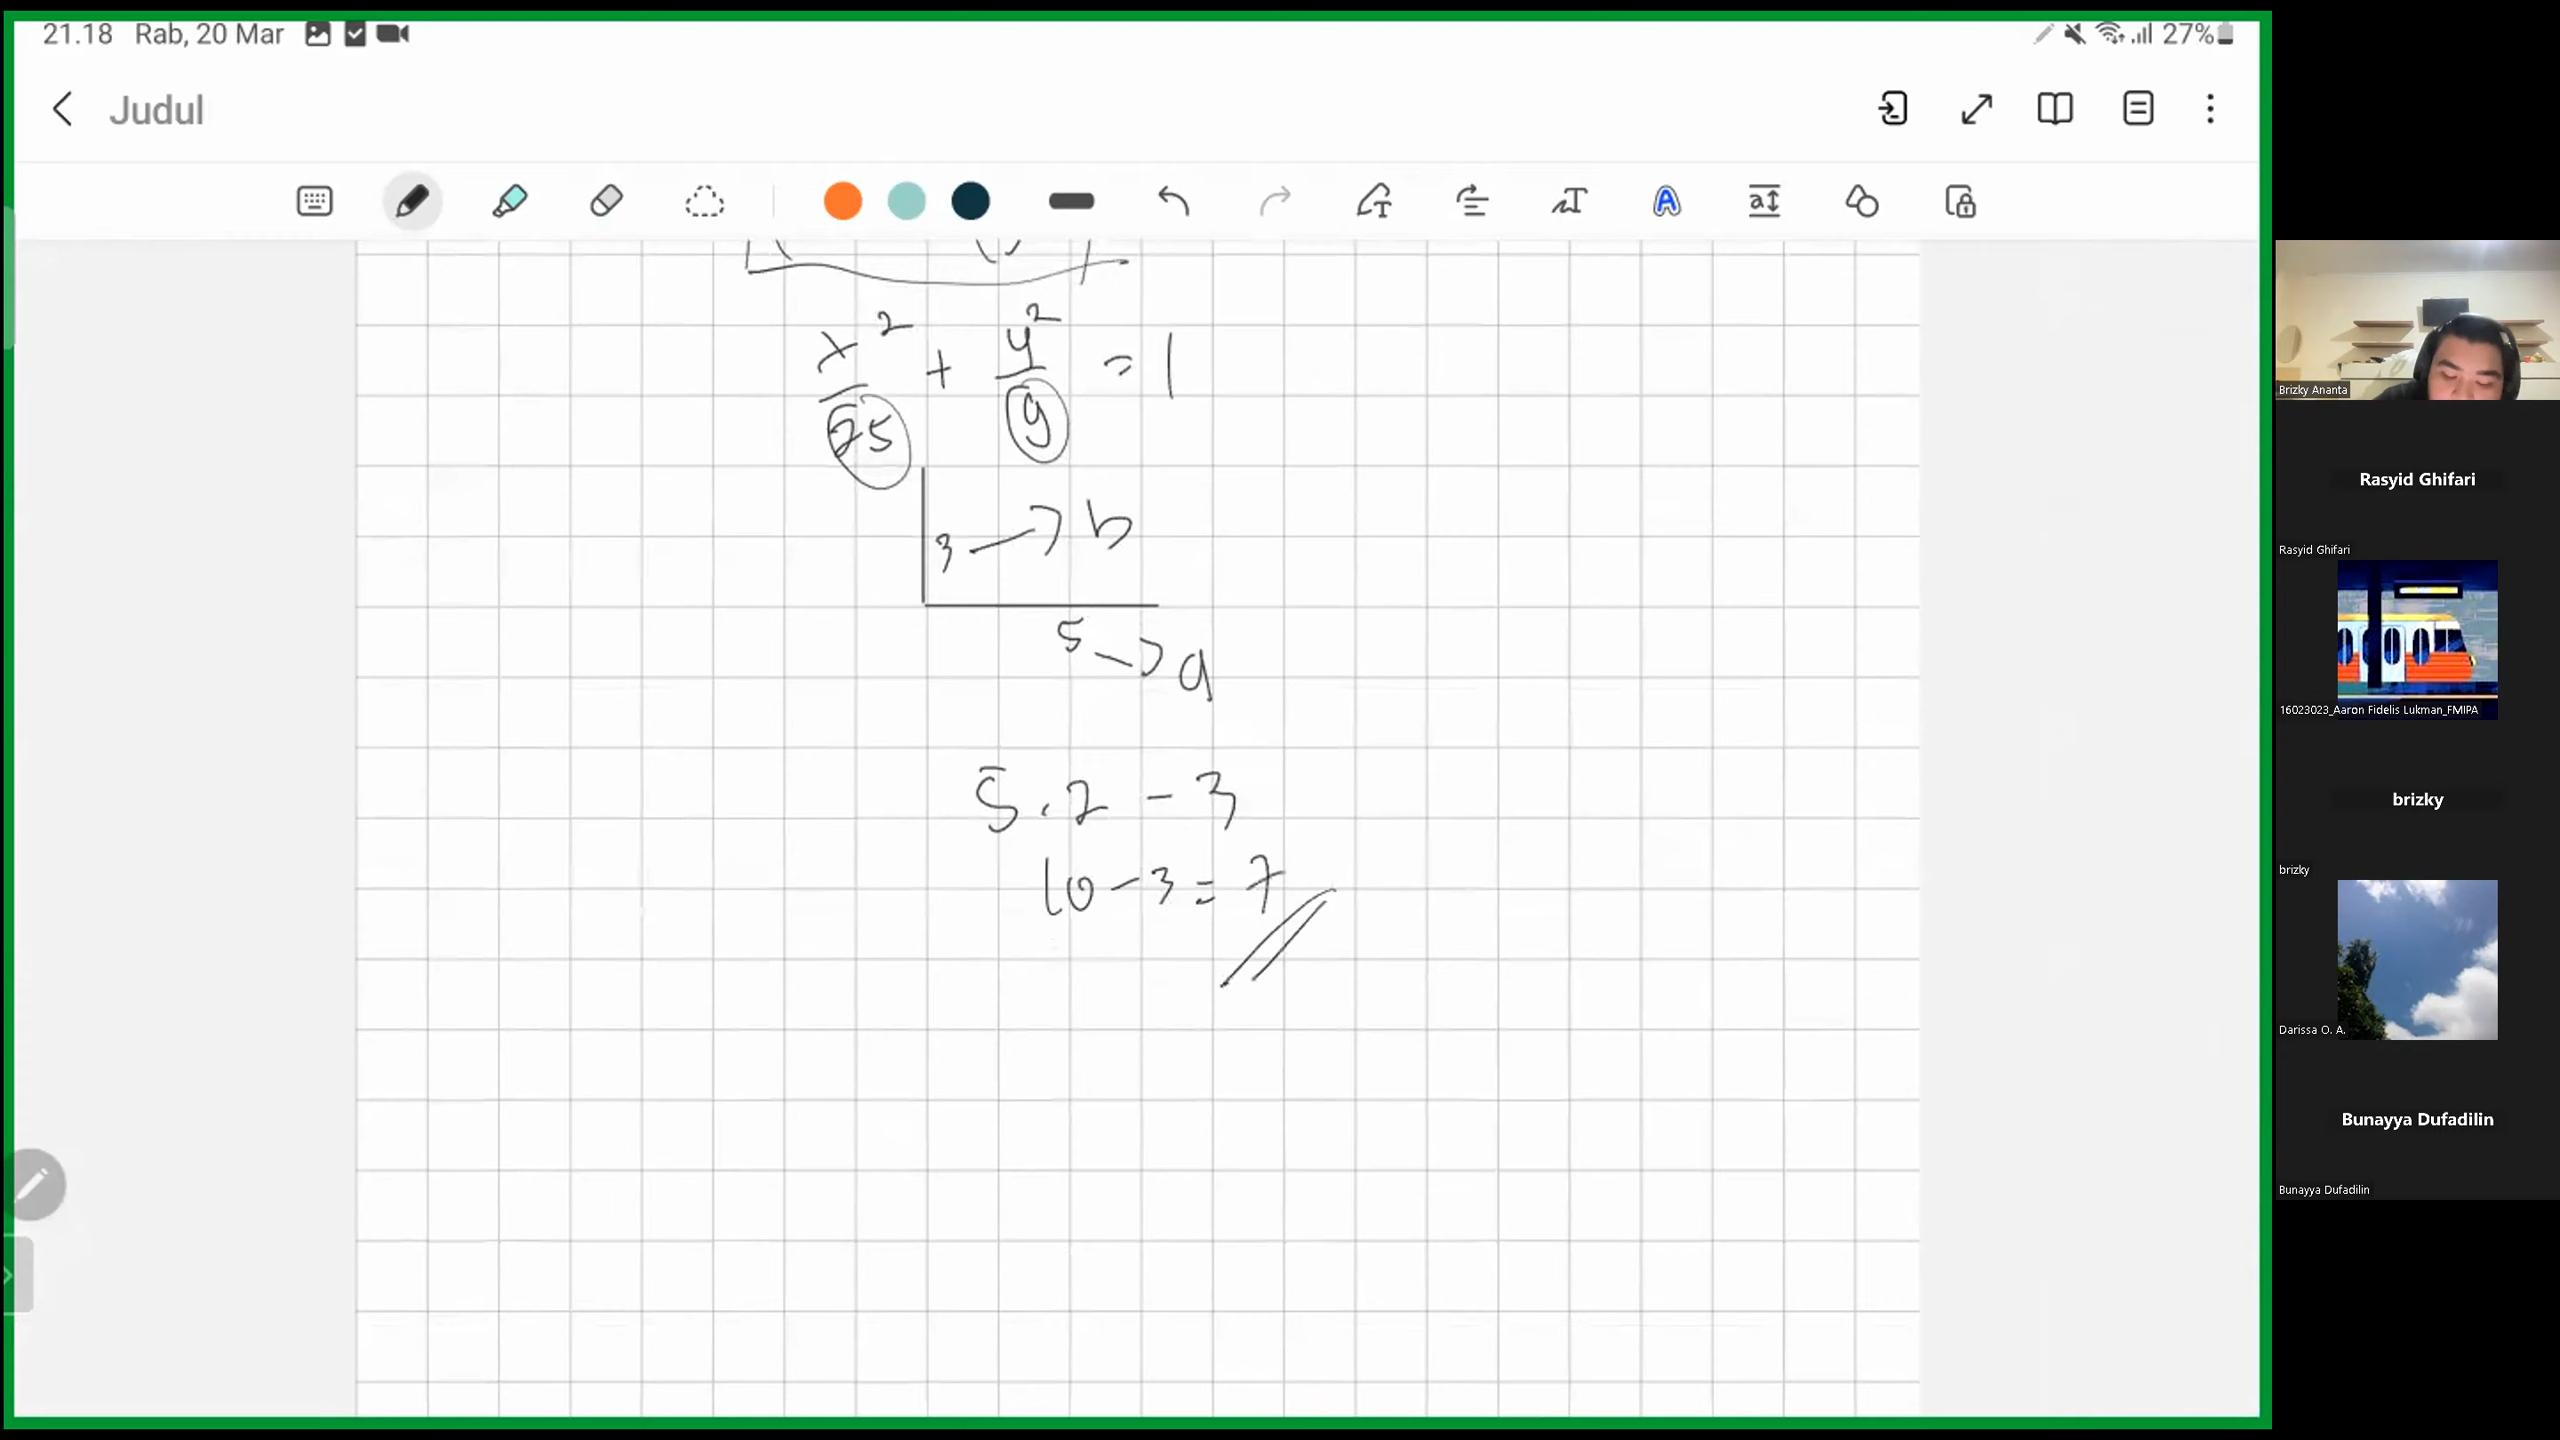 21.18 Rab, 20 Mar
27%
Judul
x² + y² = 1
25 9
3 → b
5 → a
5 . 2 - 3
10 - 3 = 7
Brizky Ananta
Rasyid Ghifari
Rasyid Ghifari
16023023_Aaron Fidelis Lukman_FMIPA
brizky
brizky
Darissa O. A.
Bunayya Dufadilin
Bunayya Dufadilin